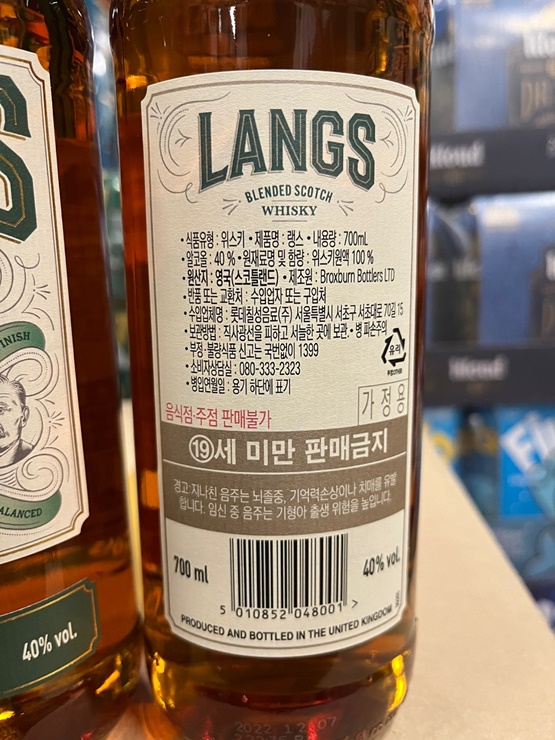 LANGS
BLENDED SCOTCH
WHISKY
• 식품유형 : 위스키 • 제품명 : 랭스 • 내용량 : 700mL
• 알코올 : 40 % • 원재료명 및 함량 : 위스키원액 100 %
• 원산지 : 영국(스코틀랜드) • 제조원 : Broxburn Bottlers LTD
• 반품 또는 교환처 : 수입업자 또는 구입처
• 수입업체명 : 롯데칠성음료(주) 서울특별시 서초구 서초대로 70길 15
• 보관방법 : 직사광선을 피하고 서늘한 곳에 보관 • 병 파손주의
• 부정·불량식품 신고는 국번없이 1399
• 소비자상담실 : 080-333-2323
• 병입연월일 : 용기 하단에 표기
유리
음식점·주점 판매불가
가정용
19세 미만 판매금지
경고 : 지나친 음주는 뇌졸중, 기억력손상이나 치매를 유발
합니다. 임신 중 음주는 기형아 출생 위험을 높입니다.
700 ml
40% vol.
5 010852 048001 >
PRODUCED AND BOTTLED IN THE UNITED KINGDOM
2022 12 07
S
FINISH
BALANCED
40% vol.